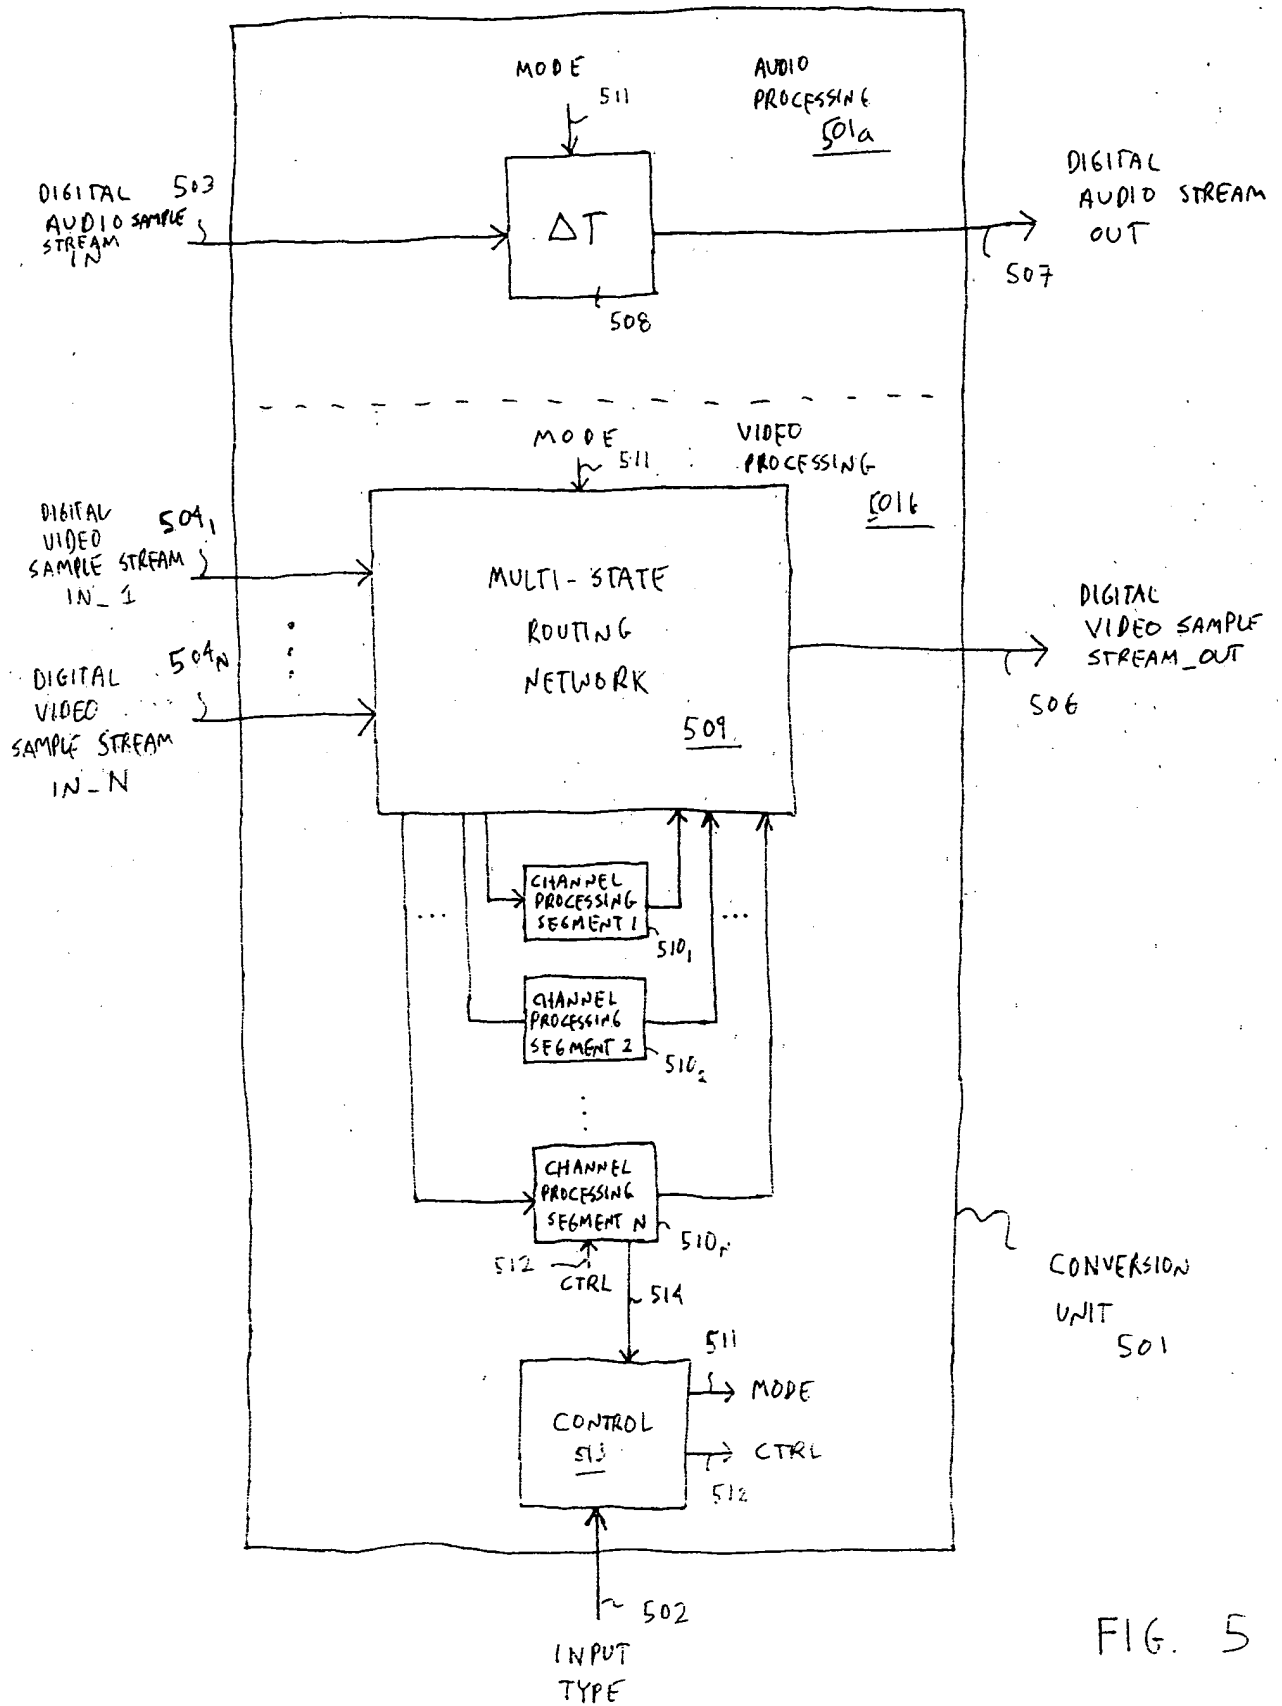 MODE
511
AUDIO
PROCESSING
501a
DIGITAL 503
AUDIO SAMPLE
STREAM
IN
ΔT
508
DIGITAL
AUDIO STREAM
OUT
507
MODE
511
VIDEO
PROCESSING
501b
DIGITAL
VIDEO
SAMPLE STREAM
IN_1
504₁
MULTI-STATE
ROUTING
NETWORK
509
DIGITAL
VIDEO
SAMPLE STREAM
IN_N
504N
DIGITAL
VIDEO SAMPLE
STREAM_OUT
506
CHANNEL
PROCESSING
SEGMENT 1
510₁
...
...
CHANNEL
PROCESSING
SEGMENT 2
510₂
CHANNEL
PROCESSING
SEGMENT N
510N
512
CTRL
514
CONVERSION
UNIT
501
CONTROL
513
511
MODE
CTRL
512
502
INPUT
TYPE
FIG. 5